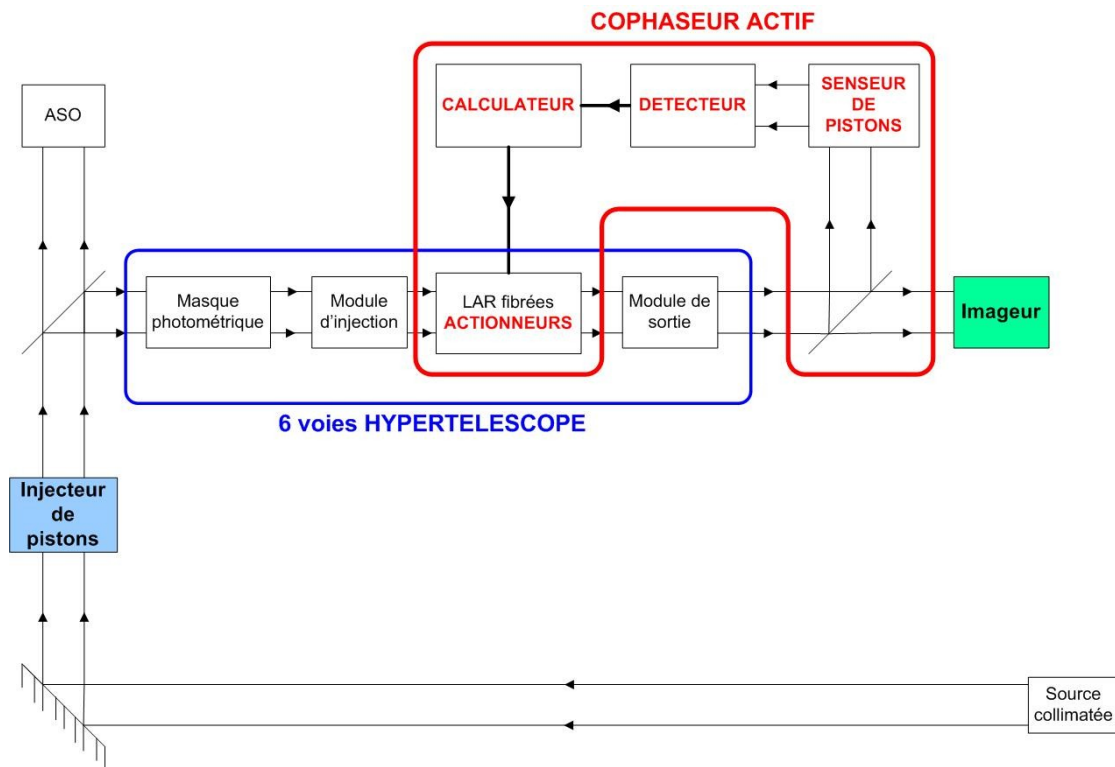 COPHASEUR ACTIF
ASO
CALCULATEUR
DETECTEUR
SENSEUR
DE
PISTONS
Masque
photométrique
Module
d'injection
LAR fibrées
ACTIONNEURS
Module de
sortie
Imageur
6 voies HYPERTELESCOPE
Injecteur
de
pistons
Source
collimatée